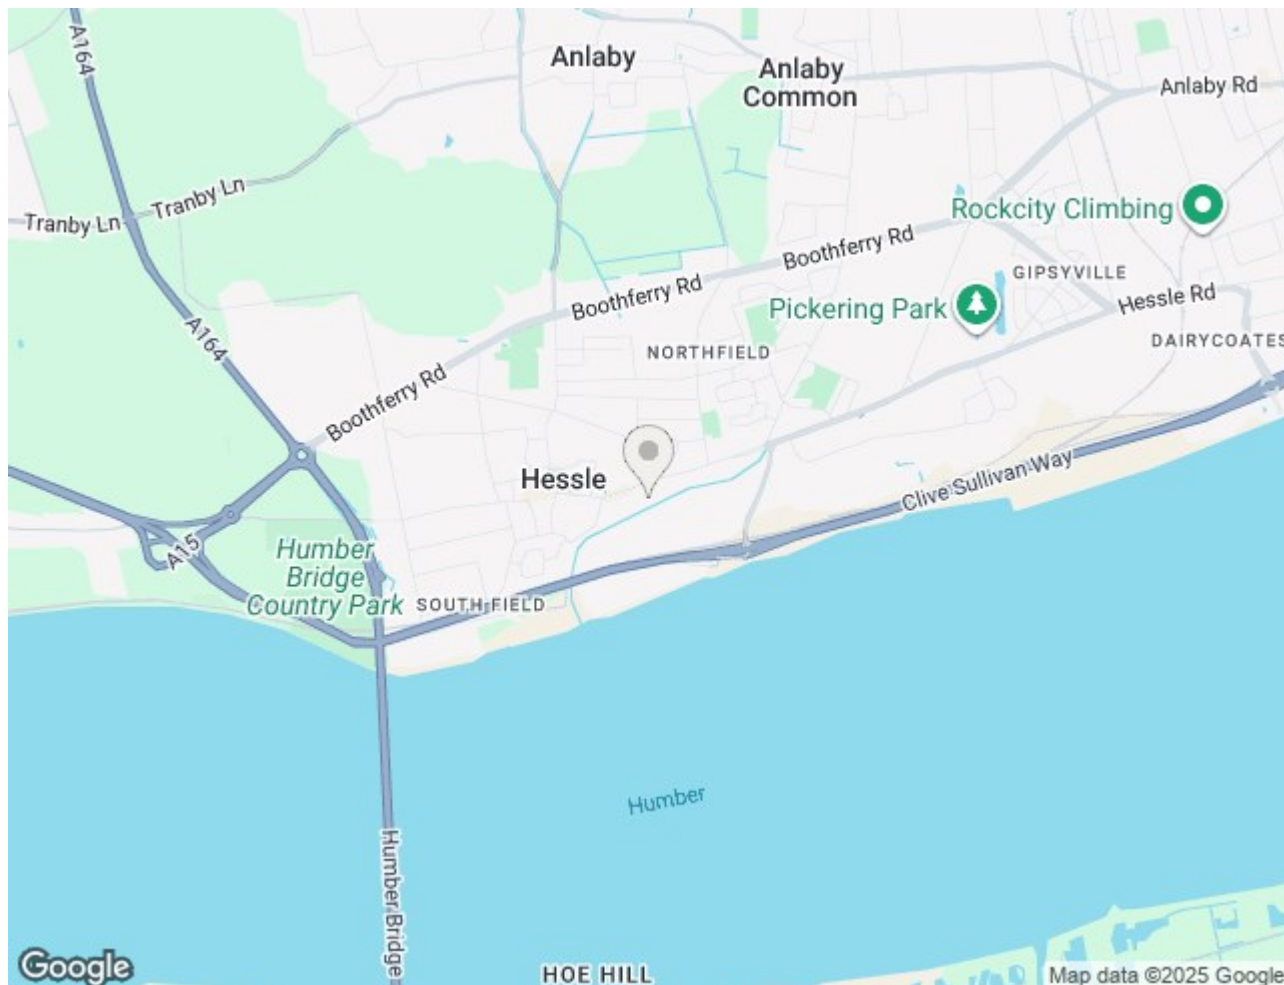 A164
Anlaby
Anlaby
Common
Anlaby Rd
Tranby Ln
Tranby Ln
Rockcity Climbing
Boothferry Rd
GIPSYVILLE
Boothferry Rd
Pickering Park
Hessle Rd
A164
NORTHFIELD
DAIRYCOATES
Boothferry Rd
Hessle
Clive Sullivan Way
A15
Humber
Bridge
Country Park
SOUTH FIELD
Humber
Humber Bridge
Google
HOE HILL
Map data ©2025 Google